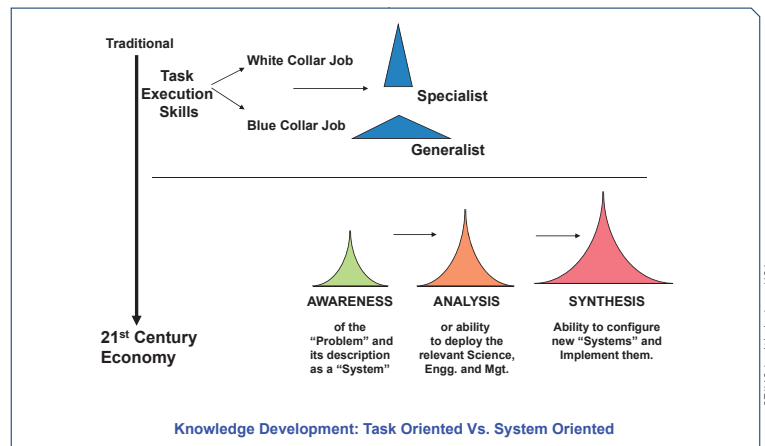 Traditional
White Collar Job
Task
Execution
Skills
Specialist
Blue Collar Job
Generalist
AWARENESS
of the
“Problem” and
its description
as a “System”
ANALYSIS
or ability
to deploy the
relevant Science,
Engg. and Mgt.
SYNTHESIS
Ability to configure
new “Systems” and
Implement them.
21st Century
Economy
Knowledge Development: Task Oriented Vs. System Oriented